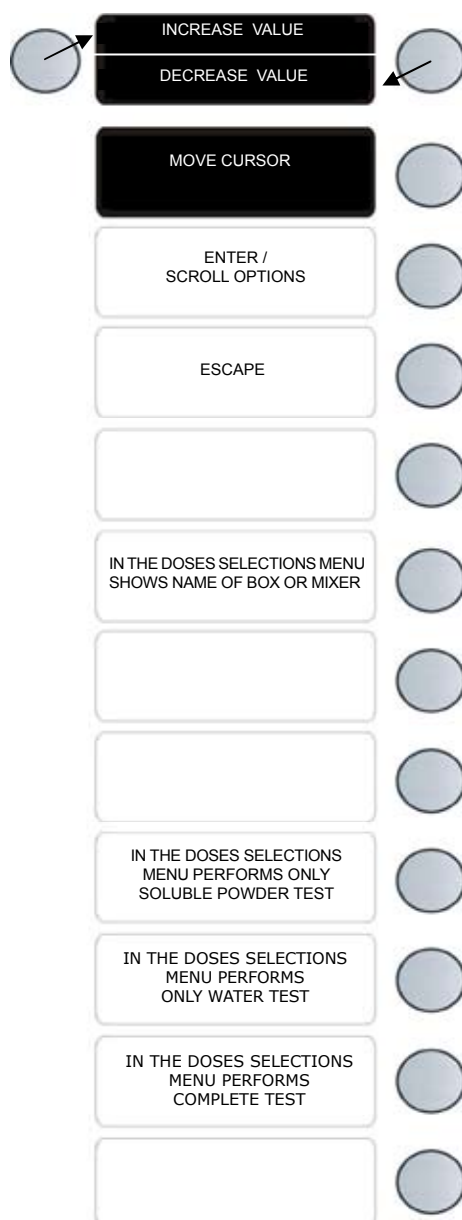 INCREASE VALUE
DECREASE VALUE
MOVE CURSOR
ENTER /
SCROLL OPTIONS
ESCAPE
IN THE DOSES SELECTIONS MENU
SHOWS NAME OF BOX OR MIXER
IN THE DOSES SELECTIONS
MENU PERFORMS ONLY
SOLUBLE POWDER TEST
IN THE DOSES SELECTIONS
MENU PERFORMS
ONLY WATER TEST
IN THE DOSES SELECTIONS
MENU PERFORMS
COMPLETE TEST